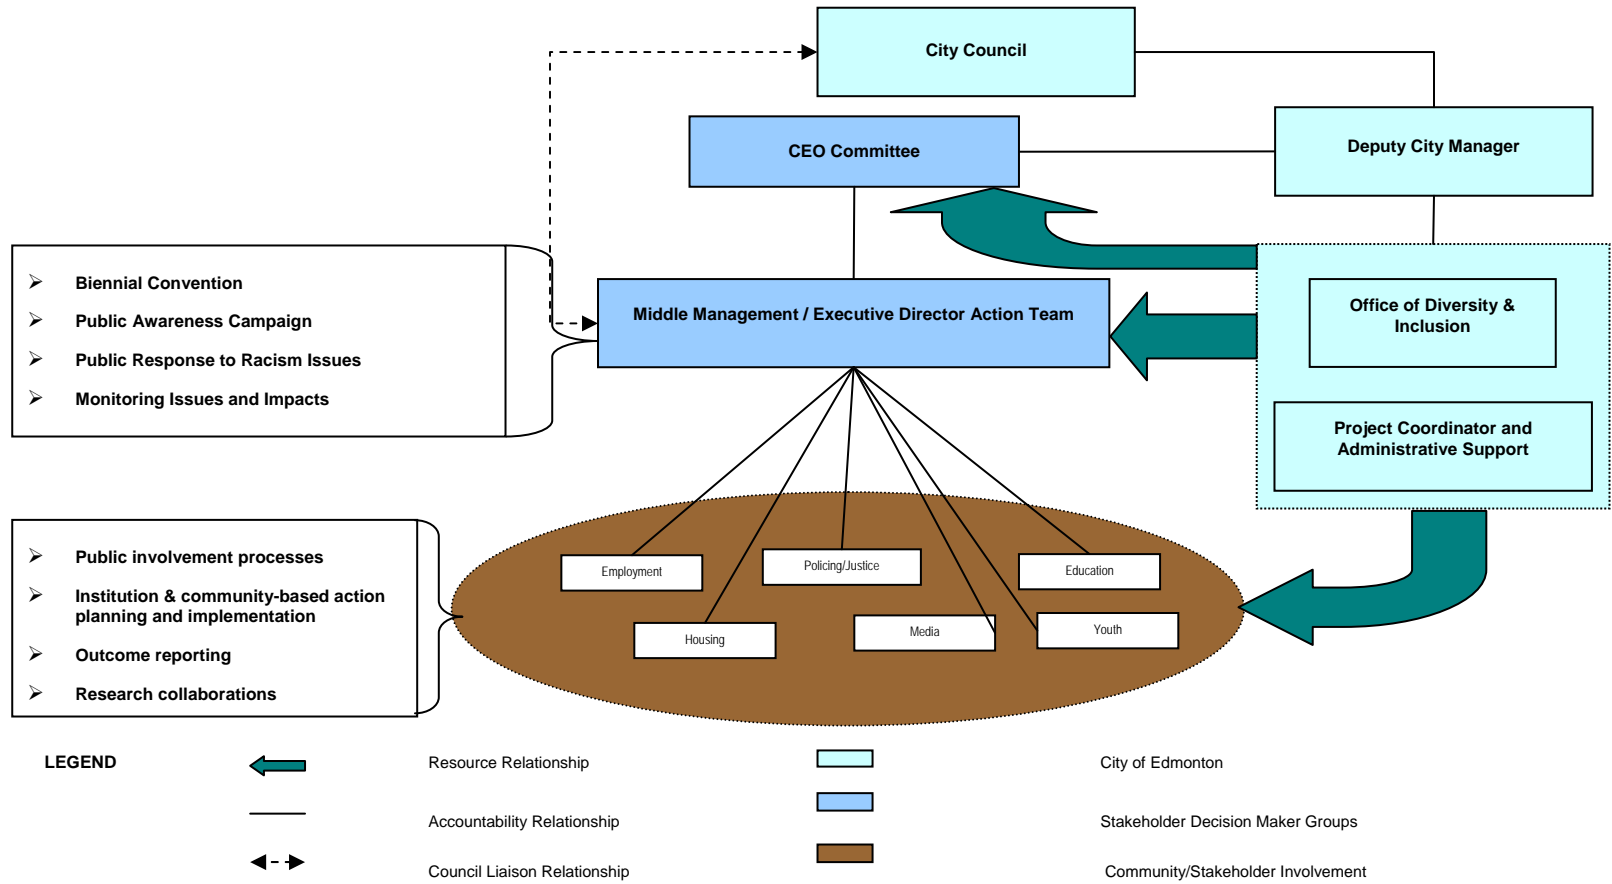 City Council
CEO Committee
Deputy City Manager
➢ Biennial Convention
➢ Public Awareness Campaign
➢ Public Response to Racism Issues
➢ Monitoring Issues and Impacts
Middle Management / Executive Director Action Team
Office of Diversity &
Inclusion
Project Coordinator and
Administrative Support
➢ Public involvement processes
➢ Institution & community-based action
planning and implementation
➢ Outcome reporting
➢ Research collaborations
Employment
Policing/Justice
Education
Housing
Media
Youth
LEGEND
Resource Relationship
City of Edmonton
Accountability Relationship
Stakeholder Decision Maker Groups
Council Liaison Relationship
Community/Stakeholder Involvement